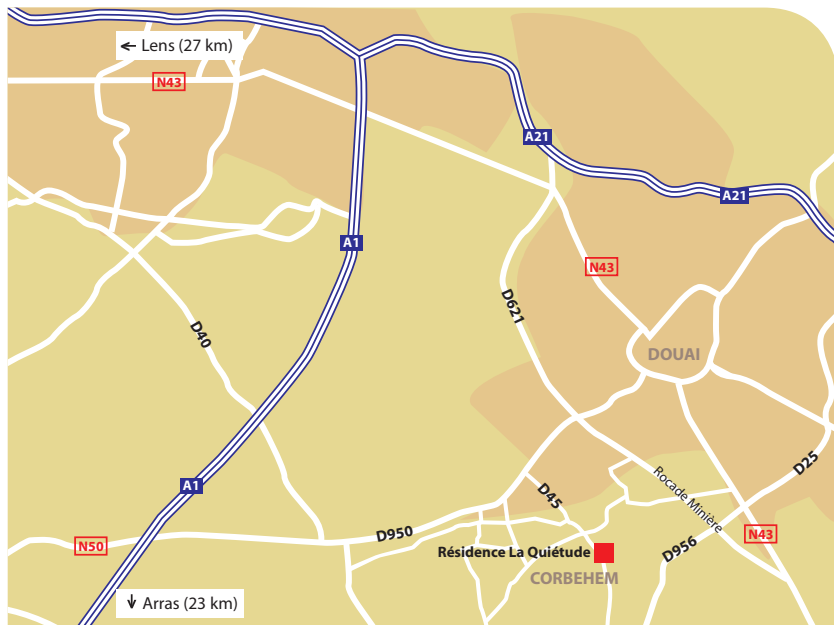 ← Lens (27 km)
N43
A21
A21
A1
N43
D621
D40
DOUAI
D25
Rocade Minière
A1
D45
N43
D950
N50
Résidence La Quiétude
D956
CORBEHEM
↓ Arras (23 km)